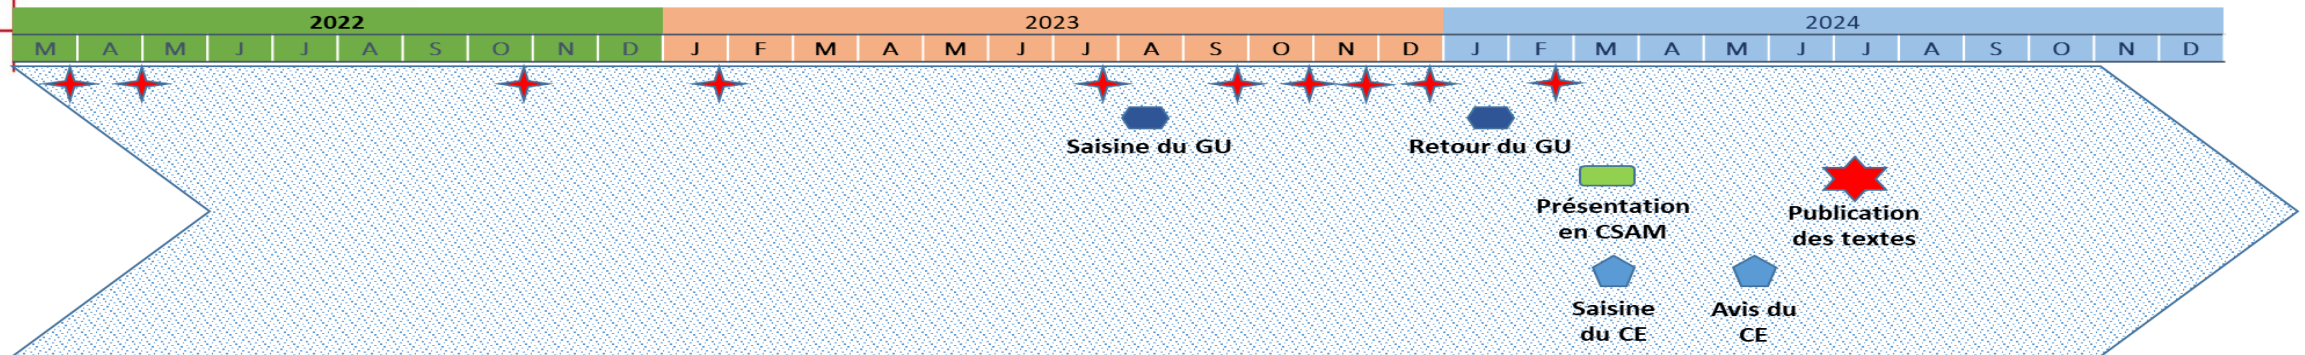 2022 2023 2024
M A M J J A S O N D J F M A M J J A S O N D J F M A M J J A S O N D
Saisine du GU Retour du GU
Présentation
en CSAM
Publication
des textes
Saisine
du CE
Avis du
CE